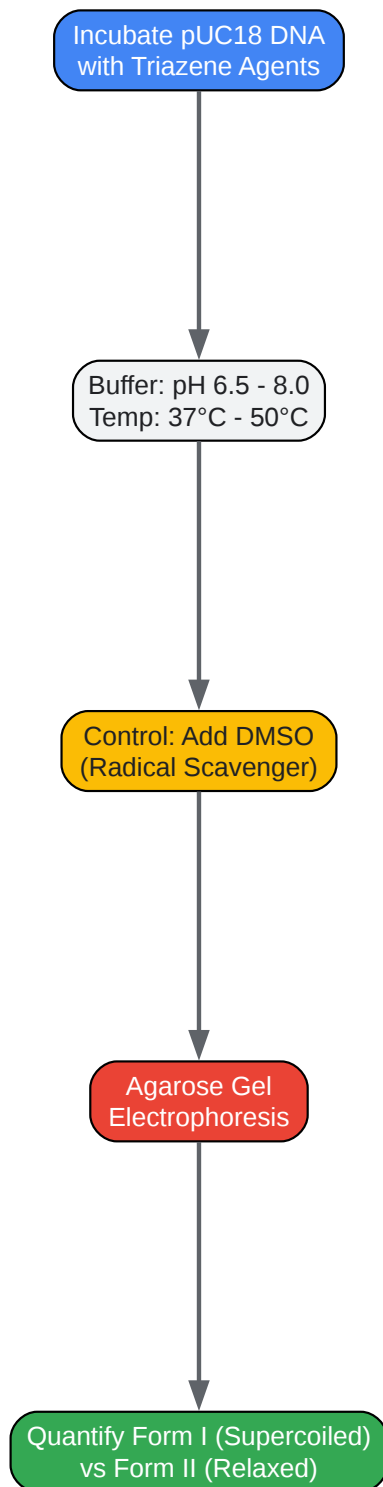 Incubate pUC18 DNA
with Triazene Agents
Buffer: pH 6.5 - 8.0
Temp: 37°C - 50°C
Control: Add DMSO
(Radical Scavenger)
Agarose Gel
Electrophoresis
Quantify Form I (Supercoiled)
vs Form II (Relaxed)